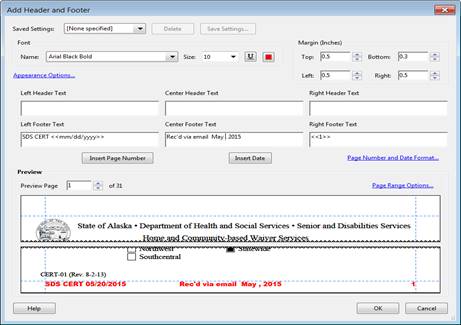 Add Header and Footer
Saved Settings: [None specified] Delete Save Settings...
Font
Name: Arial Black Bold Size: 10 U
Margin (Inches)
Top: 0.5 Bottom: 0.3
Left: 0.5 Right: 0.5
Appearance Options...
Left Header Text Center Header Text Right Header Text
Left Footer Text Center Footer Text Right Footer Text
SDS CERT <<mm/dd/yyyy>> Rec'd via email May , 2015 <<1>>
Insert Page Number Insert Date Page Number and Date Format...
Preview
Preview Page 1 of 31 Page Range Options...
State of Alaska • Department of Health and Social Services • Senior and Disabilities Services
Home and Community-based Waiver Services
Northwest Statewide
Southcentral
CERT-01 (Rev. 8-2-13)
SDS CERT 05/20/2015 Rec'd via email May , 2015 1
Help OK Cancel